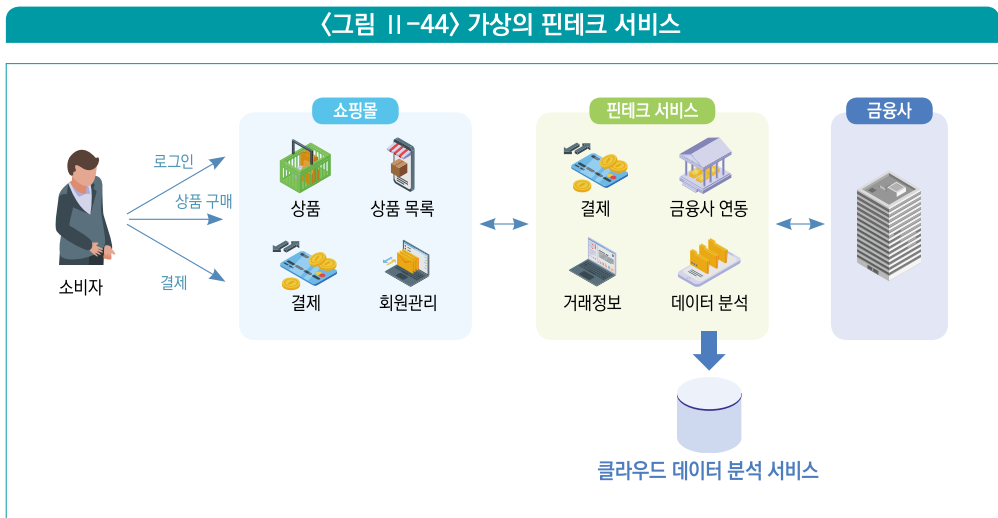 <그림 Ⅱ-44> 가상의 핀테크 서비스
쇼핑몰
핀테크 서비스
금융사
로그인
상품 구매
결제
소비자
상품
상품 목록
결제
회원관리
결제
금융사 연동
거래정보
데이터 분석
클라우드 데이터 분석 서비스